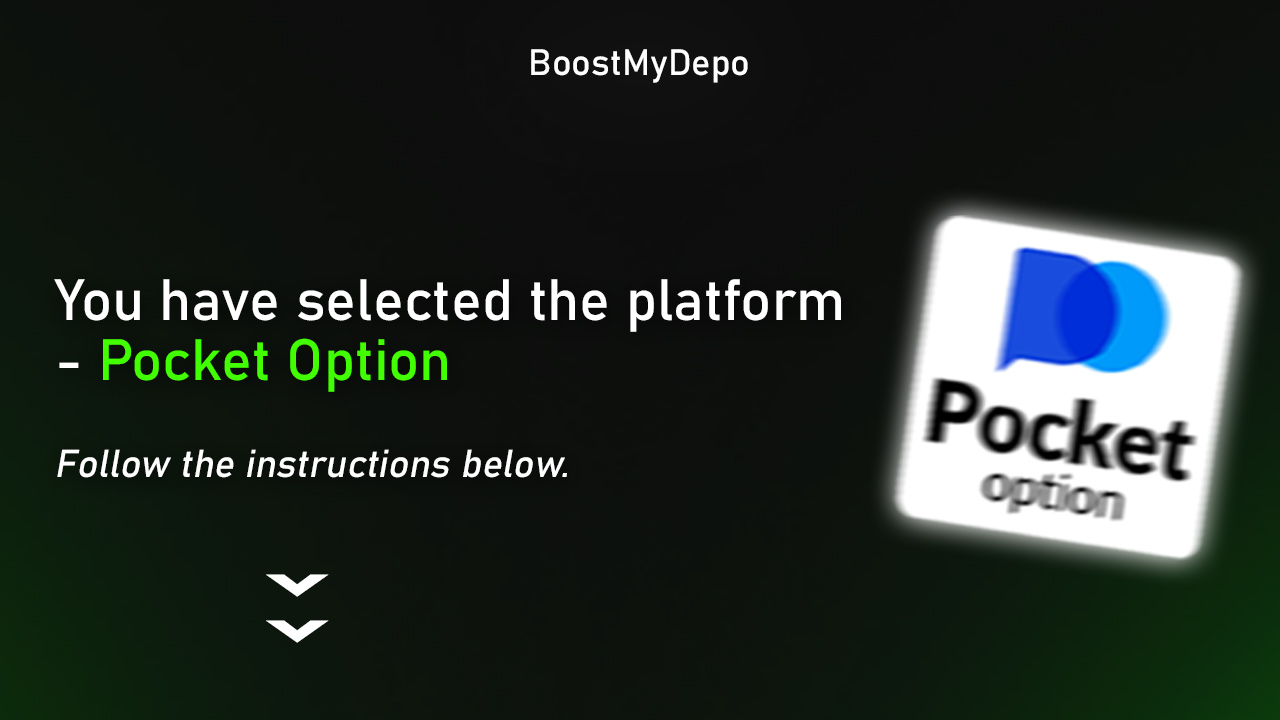 BoostMyDepo
You have selected the platform
- Pocket Option
Follow the instructions below.
Pocket
option